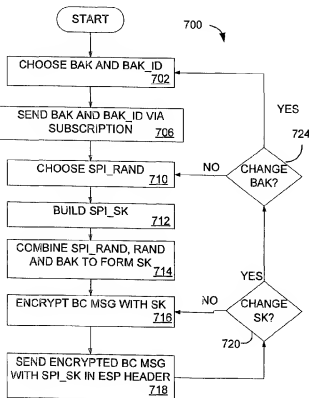 START
700
CHOOSE BAK AND BAK_ID
702
SEND BAK AND BAK_ID VIA
SUBSCRIPTION
706
CHOOSE SPI_RAND
710
BUILD SPI_SK
712
COMBINE SPI_RAND, RAND
AND BAK TO FORM SK
714
ENCRYPT BC MSG WITH SK
716
SEND ENCRYPTED BC MSG
WITH SPI_SK IN ESP HEADER
718
CHANGE
SK?
720
NO
YES
CHANGE
BAK?
724
NO
YES